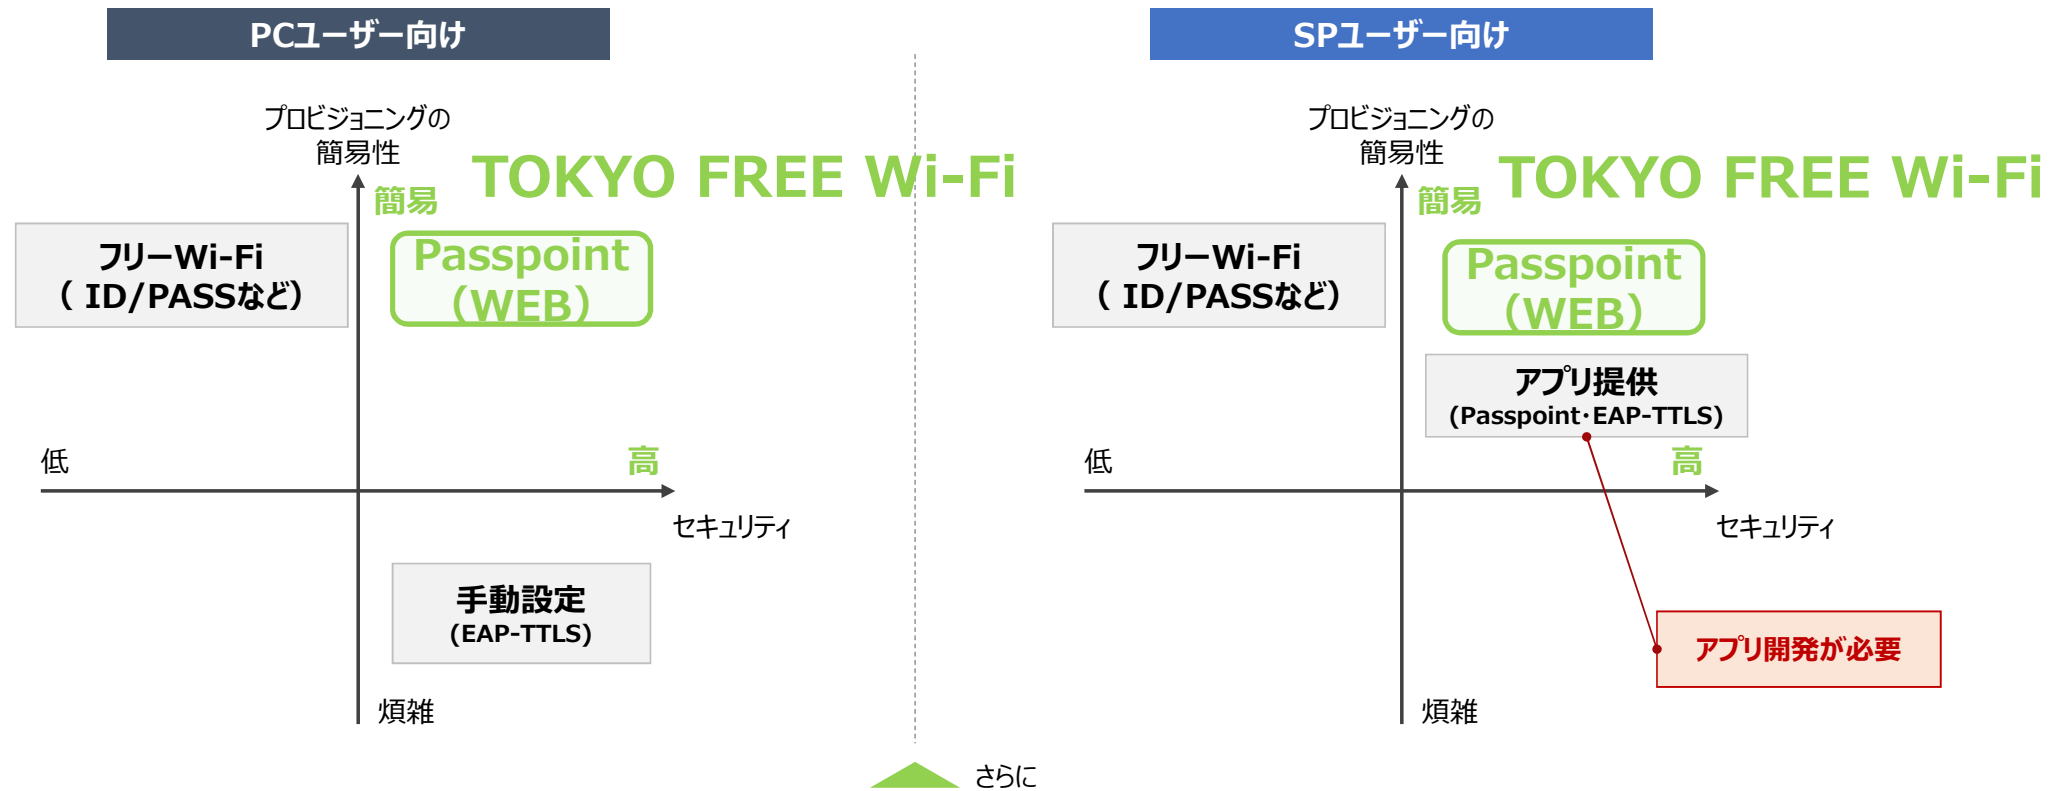 PCユーザー向け
プロビジョニングの
簡易性
簡易
TOKYO FREE Wi-Fi
フリーWi-Fi
( ID/PASSなど)
Passpoint
(WEB)
低
高
セキュリティ
手動設定
(EAP-TTLS)
煩雑
SPユーザー向け
プロビジョニングの
簡易性
簡易
TOKYO FREE Wi-Fi
フリーWi-Fi
( ID/PASSなど)
Passpoint
(WEB)
アプリ提供
(Passpoint・EAP-TTLS)
低
高
セキュリティ
アプリ開発が必要
煩雑
さらに